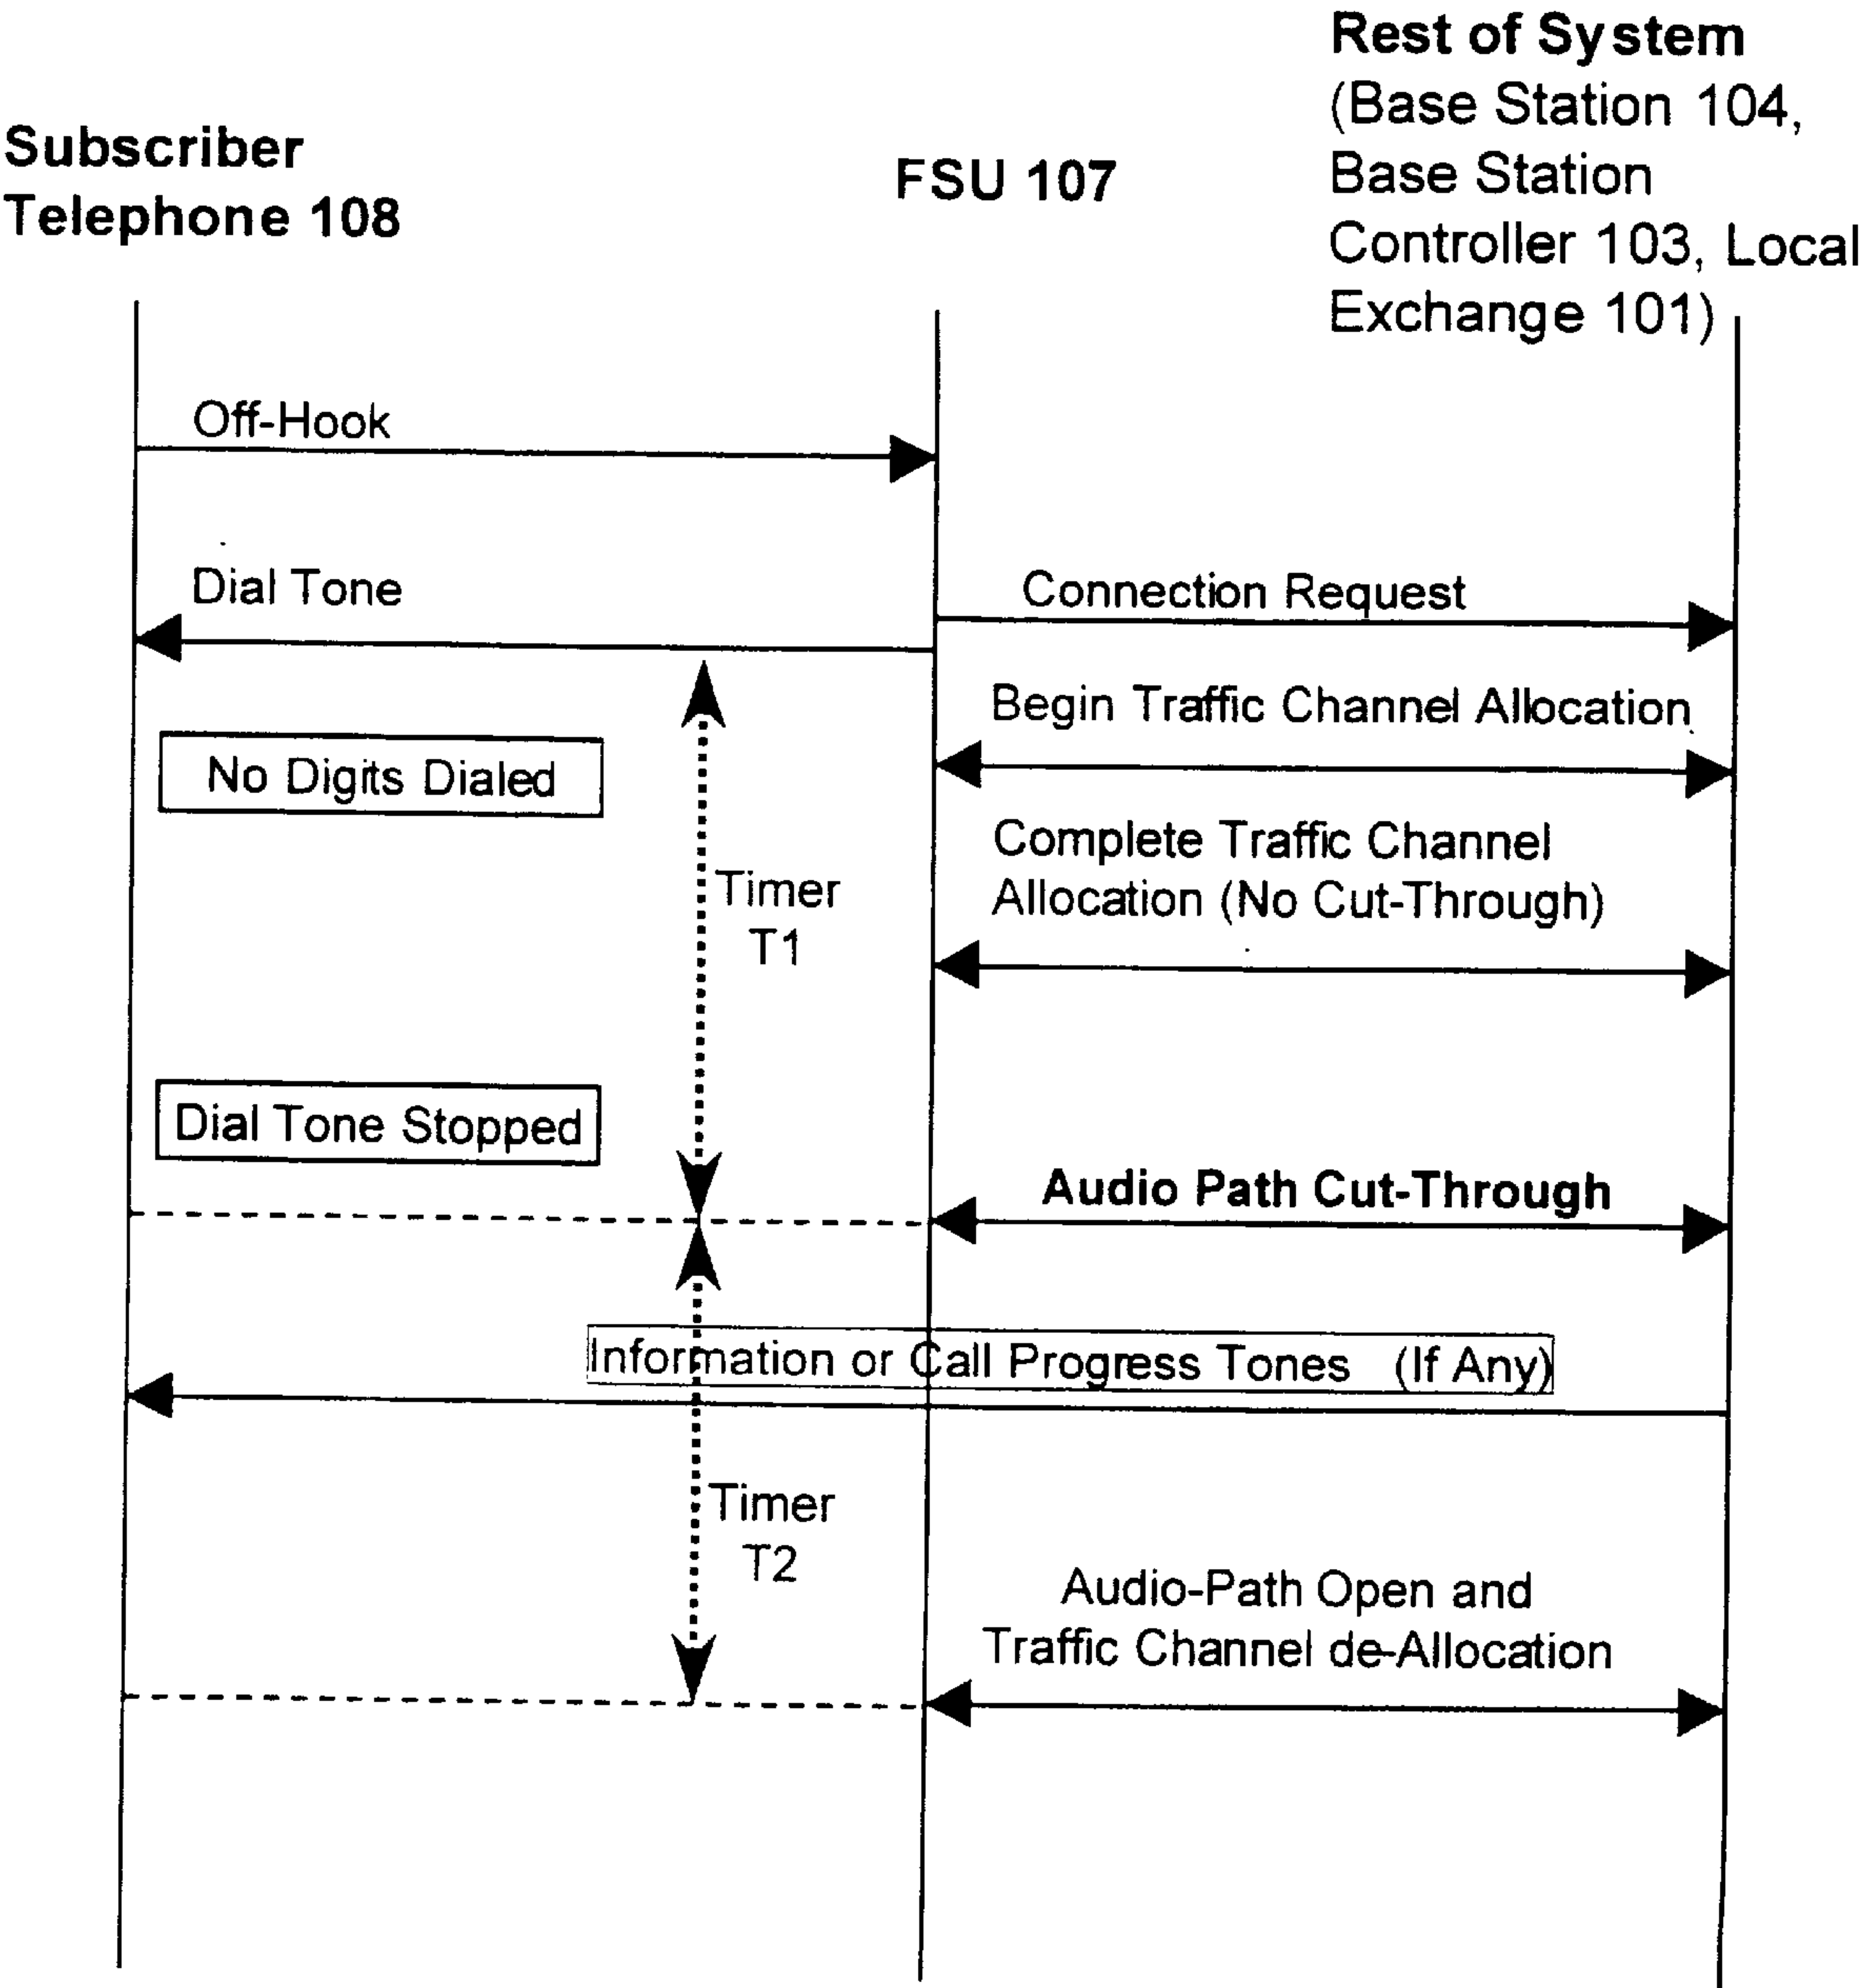 Rest of System
(Base Station 104,
Base Station
Controller 103, Local
Exchange 101)
Subscriber
Telephone 108
FSU 107
Off-Hook
Dial Tone
Connection Request
Begin Traffic Channel Allocation
No Digits Dialed
Complete Traffic Channel
Allocation (No Cut-Through)
Timer
T1
Dial Tone Stopped
Audio Path Cut-Through
Information or Call Progress Tones (If Any)
Timer
T2
Audio-Path Open and
Traffic Channel de-Allocation